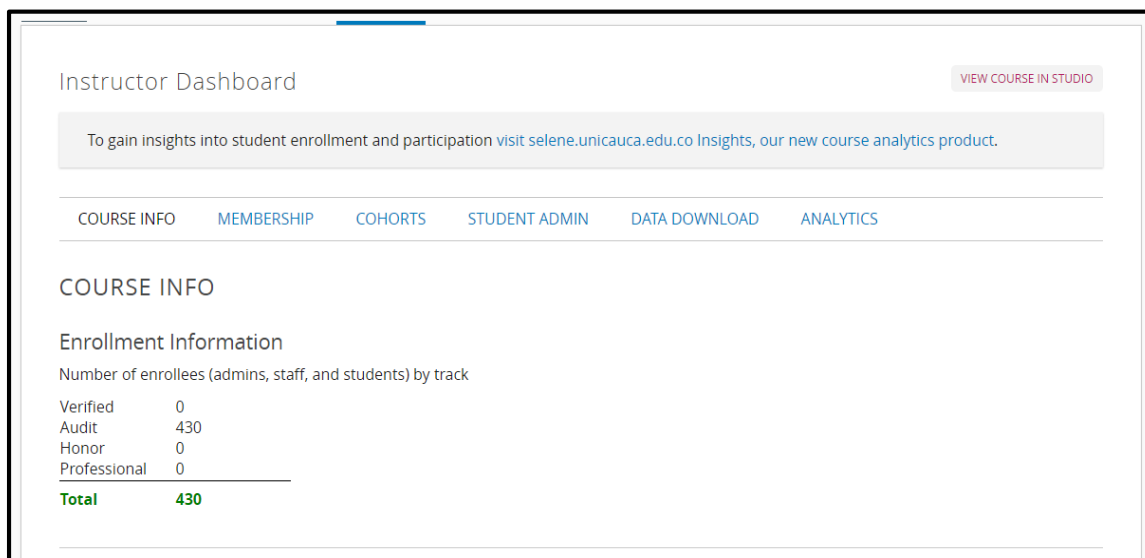 Instructor Dashboard
VIEW COURSE IN STUDIO
To gain insights into student enrollment and participation visit selene.unicauca.edu.co Insights, our new course analytics product.
COURSE INFO MEMBERSHIP COHORTS STUDENT ADMIN DATA DOWNLOAD ANALYTICS
COURSE INFO
Enrollment Information
Number of enrollees (admins, staff, and students) by track
Verified 0
Audit 430
Honor 0
Professional 0
Total 430